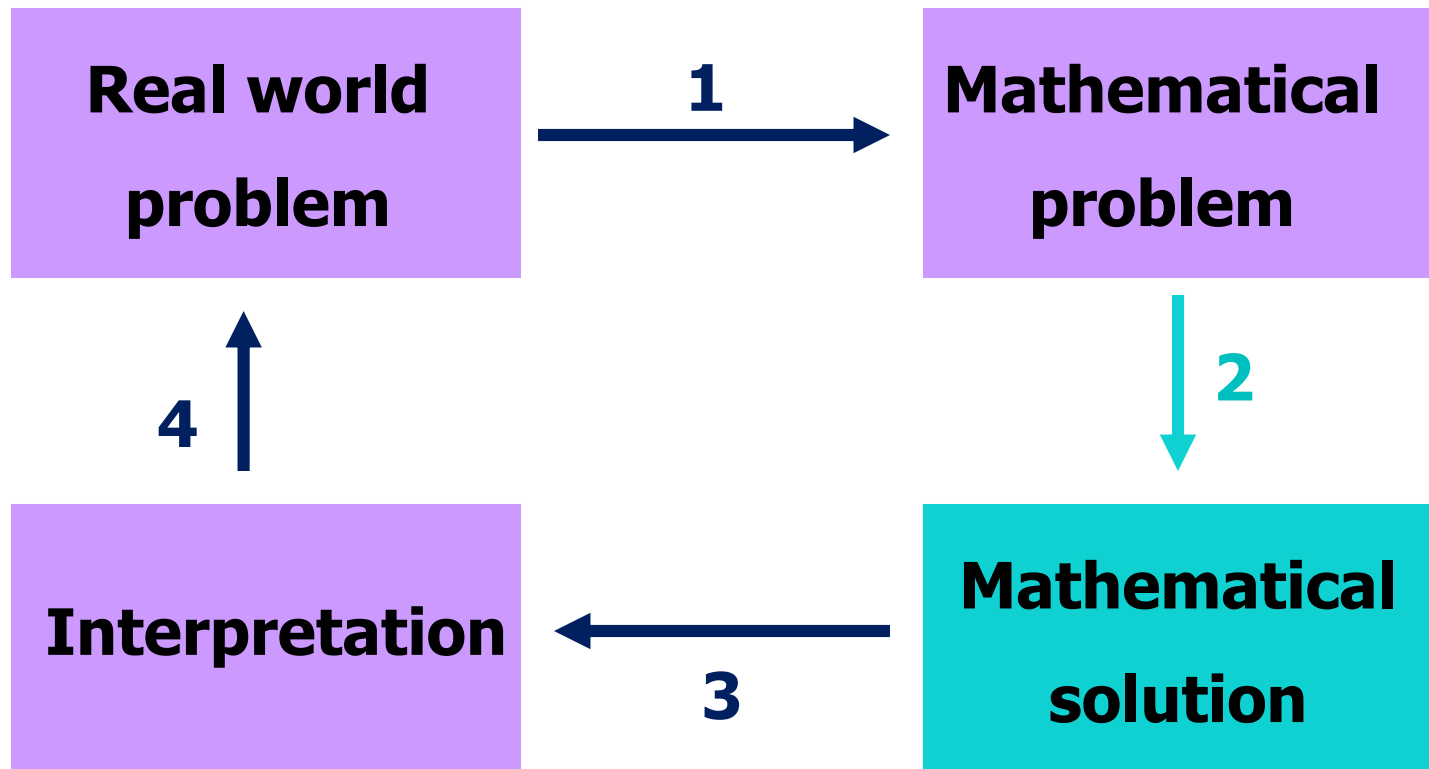 Real world
problem
1
Mathematical
problem
2
4
Interpretation
3
Mathematical
solution